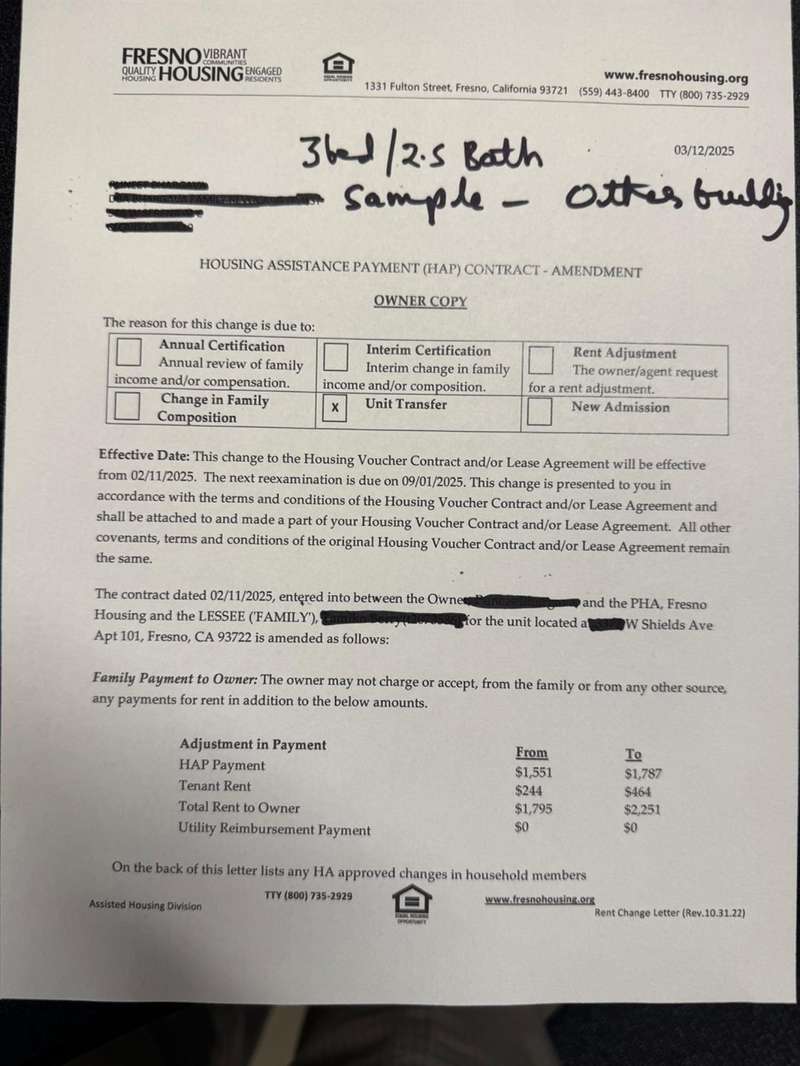 FRESNO VIBRANT COMMUNITIES
QUALITY HOUSING HOUSING ENGAGED RESIDENTS
EQUAL HOUSING OPPORTUNITY
www.fresnohousing.org
1331 Fulton Street, Fresno, California 93721 (559) 443-8400 TTY (800) 735-2929
3bed/2.5 Bath
03/12/2025
Sample -
HOUSING ASSISTANCE PAYMENT (HAP) CONTRACT - AMENDMENT
OWNER COPY
The reason for this change is due to:
Annual Certification
Annual review of family
income and/or compensation.
Interim Certification
Interim change in family
income and/or composition.
Rent Adjustment
The owner/agent request
for a rent adjustment.
Change in Family
Composition
X Unit Transfer
New Admission
Effective Date: This change to the Housing Voucher Contract and/or Lease Agreement will be effective
from 02/11/2025. The next reexamination is due on 09/01/2025. This change is presented to you in
accordance with the terms and conditions of the Housing Voucher Contract and/or Lease Agreement and
shall be attached to and made a part of your Housing Voucher Contract and/or Lease Agreement. All other
covenants, terms and conditions of the original Housing Voucher Contract and/or Lease Agreement remain
the same.
The contract dated 02/11/2025, entered into between the Owne and the PHA, Fresno
Housing and the LESSEE ('FAMILY'), for the unit located a W Shields Ave
Apt 101, Fresno, CA 93722 is amended as follows:
Family Payment to Owner: The owner may not charge or accept, from the family or from any other source,
any payments for rent in addition to the below amounts.
Adjustment in Payment From To
HAP Payment $1,551 $1,787
Tenant Rent $244 $464
Total Rent to Owner $1,795 $2,251
Utility Reimbursement Payment $0 $0
On the back of this letter lists any HA approved changes in household members
Assisted Housing Division
TTY (800) 735-2929
EQUAL HOUSING OPPORTUNITY
www.fresnohousing.org
Rent Change Letter (Rev.10.31.22)